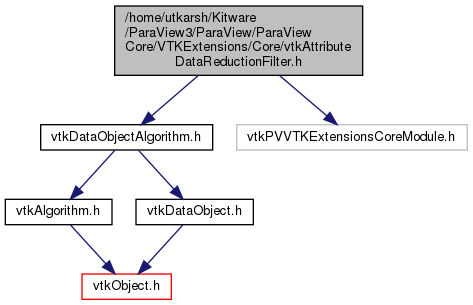 /home/utkarsh/Kitware
/ParaView3/ParaView/ParaView
Core/VTKExtensions/Core/vtkAttribute
DataReductionFilter.h
vtkDataObjectAlgorithm.h
vtkPVVTKExtensionsCoreModule.h
vtkAlgorithm.h
vtkDataObject.h
vtkObject.h